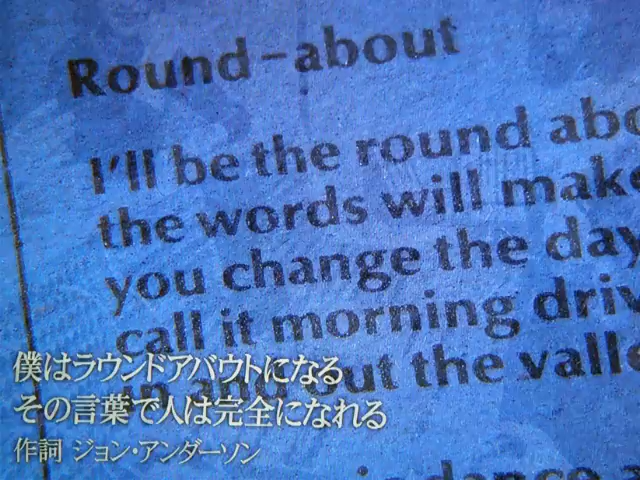 Round-about
I'll be the round abo
the words will make
you change the day
call it morning driv
out the valle
僕はラウンドアバウトになる
その言葉で人は完全になれる
作詞 ジョン・アンダーソン
dance a